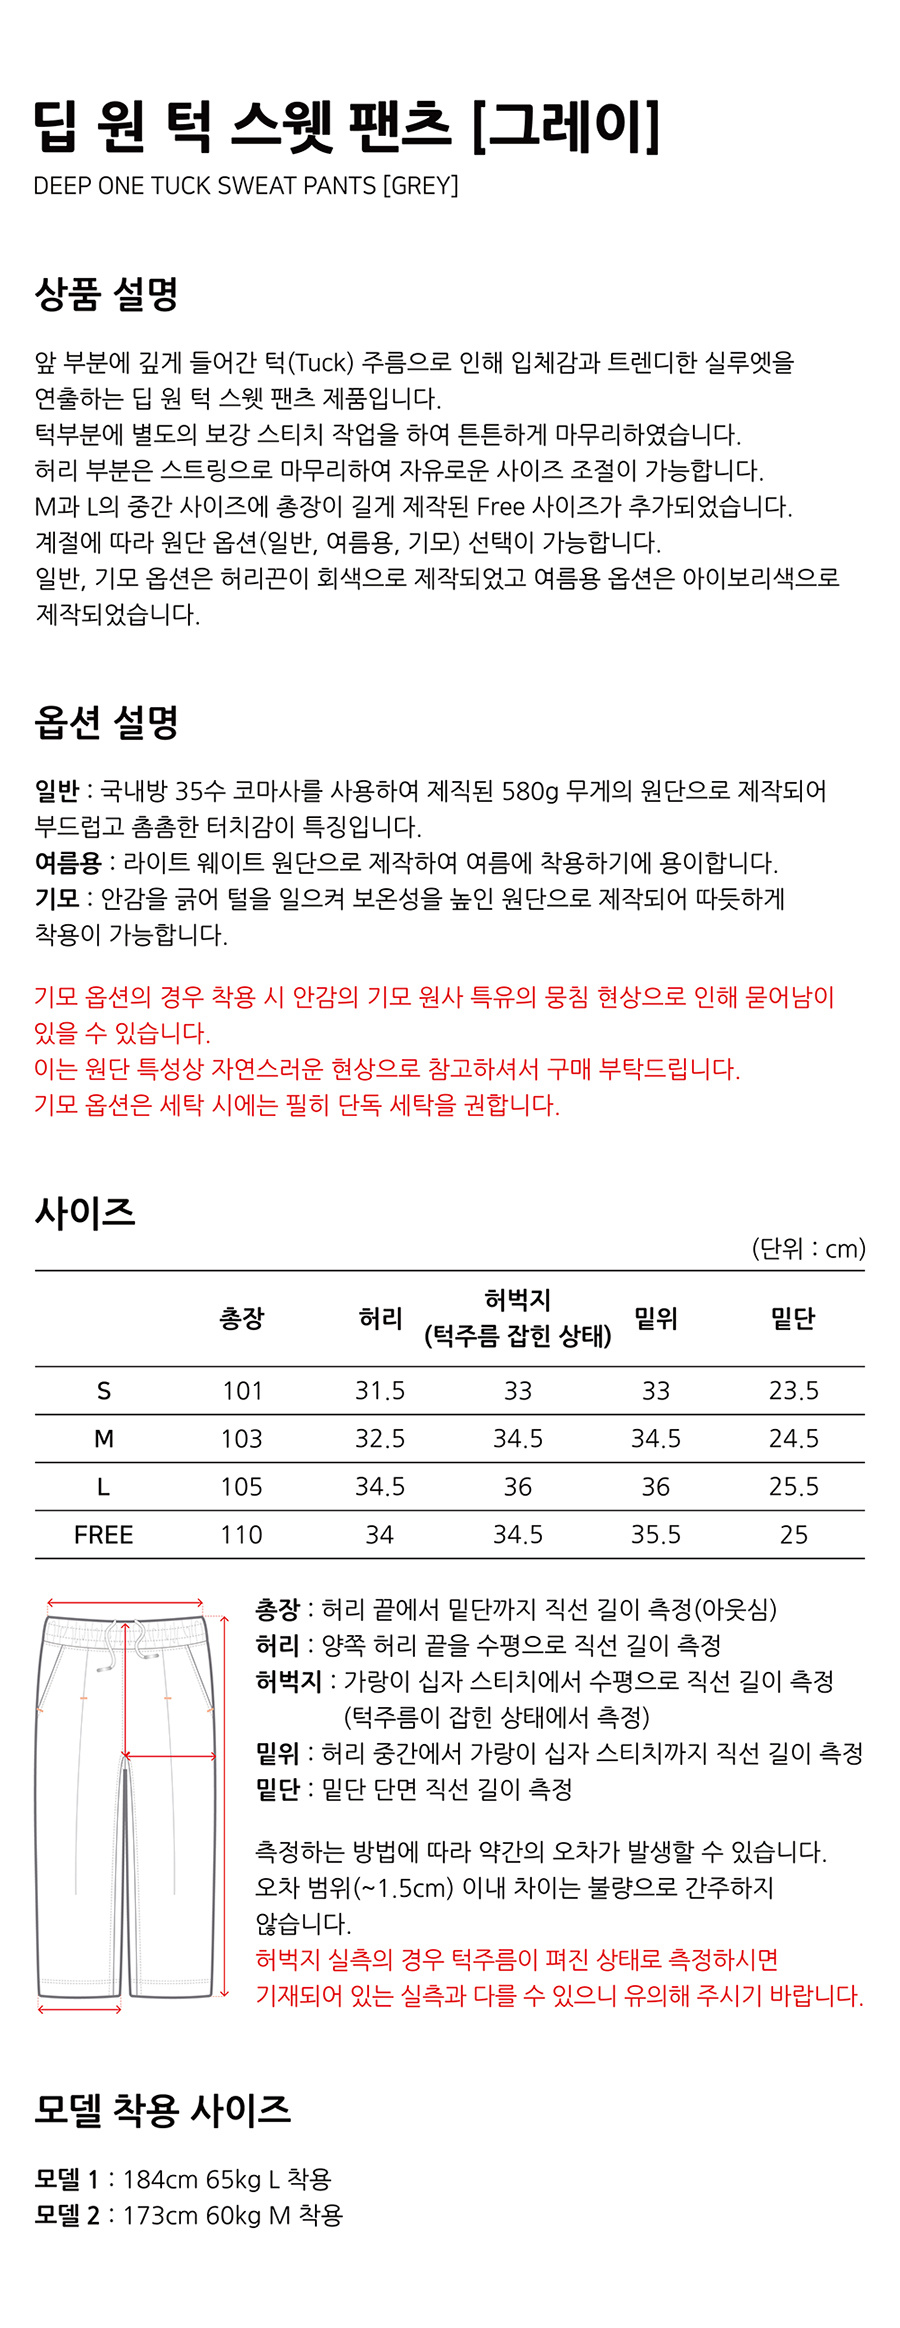 딥 원 턱 스웻 팬츠 [그레이]
DEEP ONE TUCK SWEAT PANTS [GREY]
상품 설명
앞 부분에 깊게 들어간 턱(Tuck) 주름으로 인해 입체감과 트렌디한 실루엣을
연출하는 딥 원 턱 스웻 팬츠 제품입니다.
턱부분에 별도의 보강 스티치 작업을 하여 튼튼하게 마무리하였습니다.
허리 부분은 스트링으로 마무리하여 자유로운 사이즈 조절이 가능합니다.
M과 L의 중간 사이즈에 총장이 길게 제작된 Free 사이즈가 추가되었습니다.
계절에 따라 원단 옵션(일반, 여름용, 기모) 선택이 가능합니다.
일반, 기모 옵션은 허리끈이 회색으로 제작되었고 여름용 옵션은 아이보리색으로
제작되었습니다.
옵션 설명
일반 : 국내방 35수 코마사를 사용하여 제직된 580g 무게의 원단으로 제작되어
부드럽고 촘촘한 터치감이 특징입니다.
여름용 : 라이트 웨이트 원단으로 제작하여 여름에 착용하기에 용이합니다.
기모 : 안감을 긁어 털을 일으켜 보온성을 높인 원단으로 제작되어 따듯하게
착용이 가능합니다.
기모 옵션의 경우 착용 시 안감의 기모 원사 특유의 뭉침 현상으로 인해 묻어남이
있을 수 있습니다.
이는 원단 특성상 자연스러운 현상으로 참고하셔서 구매 부탁드립니다.
기모 옵션은 세탁 시에는 필히 단독 세탁을 권합니다.
사이즈
(단위 : cm)
총장 허리 허벅지 (턱주름 잡힌 상태) 밑위 밑단
S 101 31.5 33 33 23.5
M 103 32.5 34.5 34.5 24.5
L 105 34.5 36 36 25.5
FREE 110 34 34.5 35.5 25
총장 : 허리 끝에서 밑단까지 직선 길이 측정(아웃심)
허리 : 양쪽 허리 끝을 수평으로 직선 길이 측정
허벅지 : 가랑이 십자 스티치에서 수평으로 직선 길이 측정
(턱주름이 잡힌 상태에서 측정)
밑위 : 허리 중간에서 가랑이 십자 스티치까지 직선 길이 측정
밑단 : 밑단 단면 직선 길이 측정
측정하는 방법에 따라 약간의 오차가 발생할 수 있습니다.
오차 범위(~1.5cm) 이내 차이는 불량으로 간주하지
않습니다.
허벅지 실측의 경우 턱주름이 펴진 상태로 측정하시면
기재되어 있는 실측과 다를 수 있으니 유의해 주시기 바랍니다.
모델 착용 사이즈
모델 1 : 184cm 65kg L 착용
모델 2 : 173cm 60kg M 착용